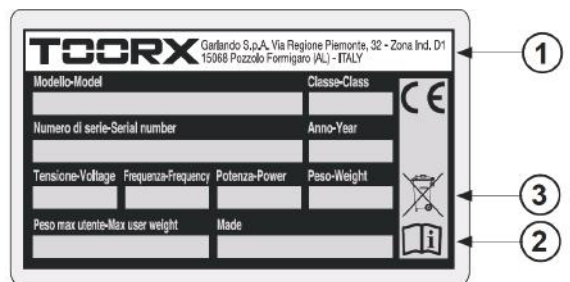 TOORX
Garlando S.p.A. Via Regione Piemonte, 32 - Zona Ind. D1
15068 Pozzolo Formigaro (AL) - ITALY
1
Modello-Model Classe-Class
CE
Numero di serie-Serial number Anno-Year
Tensione-Voltage Frequenza-Frequency Potenza-Power Peso-Weight
3
Peso max utente-Max user weight Made
i
2